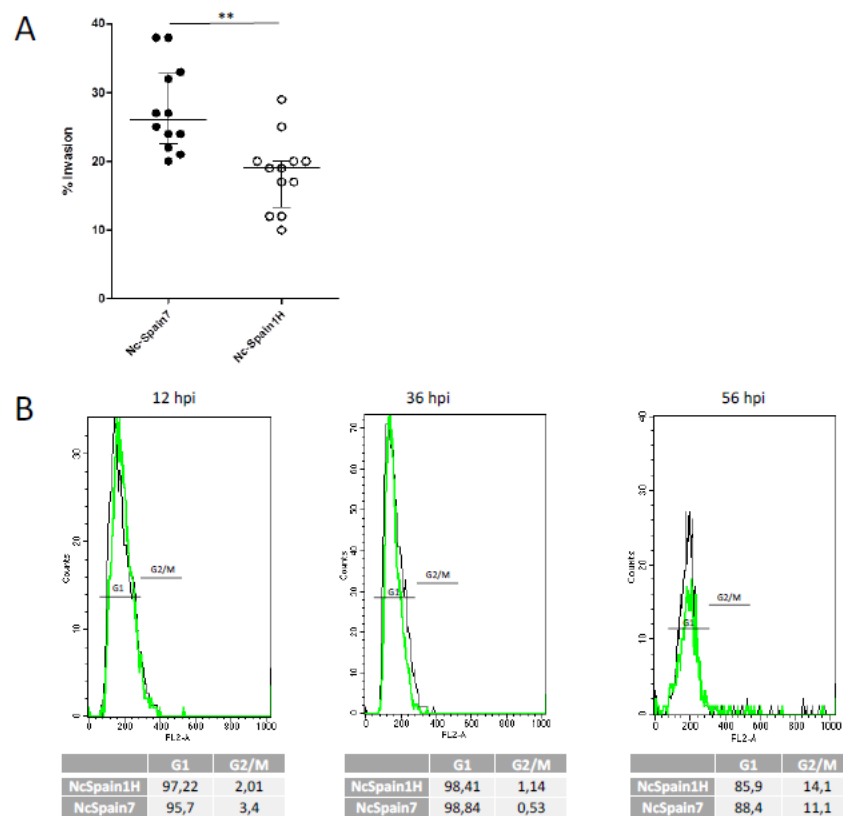 A
**
40
30
20
10
0
% Invasion
Nc-Spain7
Nc-Spain1H
B
12 hpi
36 hpi
56 hpi
30
20
10
0
Counts
G1
G2/M
0 200 400 600 800 1000
FL2-A
70
60
50
40
30
20
10
0
Counts
G1
G2/M
0 200 400 600 800 1000
FL2-A
40
30
20
10
0
Counts
G1
G2/M
0 200 400 600 800 1000
FL2-A
G1 G2/M
NcSpain1H 97,22 2,01
NcSpain7 95,7 3,4
G1 G2/M
NcSpain1H 98,41 1,14
NcSpain7 98,84 0,53
G1 G2/M
NcSpain1H 85,9 14,1
NcSpain7 88,4 11,1